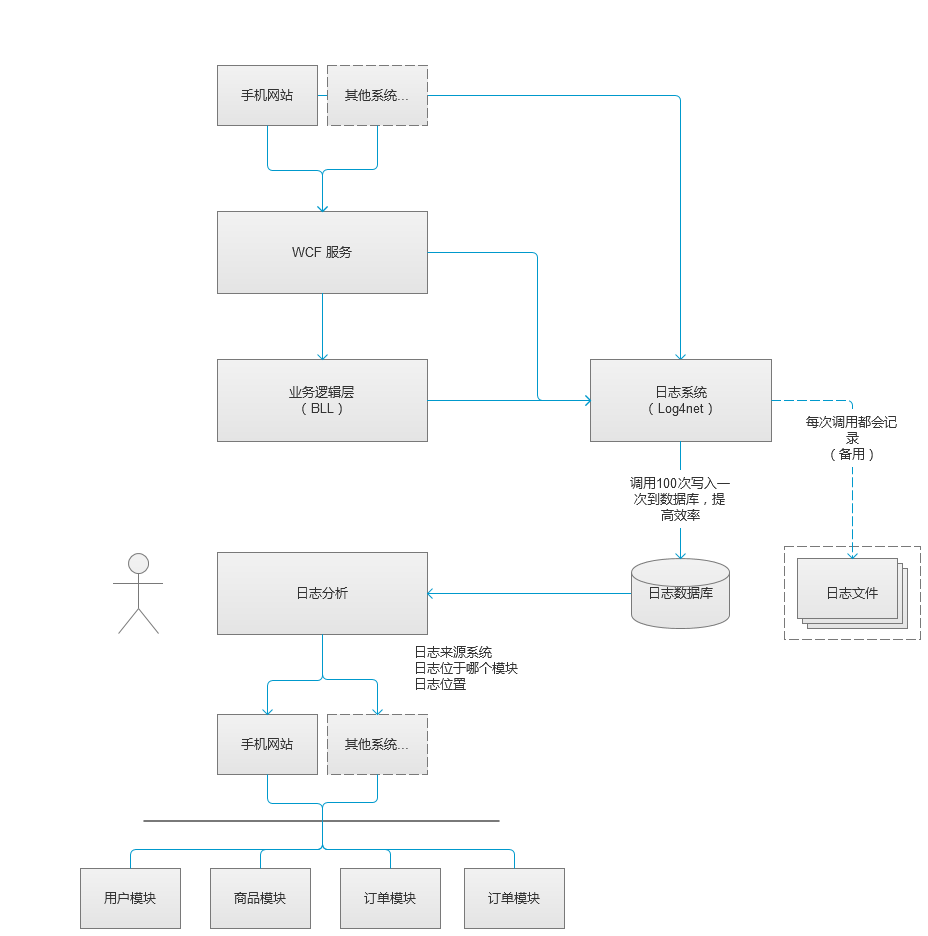 手机网站
其他系统...
WCF 服务
业务逻辑层
（BLL）
日志系统
（Log4net）
每次调用都会记
录
（备用）
调用100次写入一
次到数据库，提
高效率
日志分析
日志数据库
日志文件
日志来源系统
日志位于哪个模块
日志位置
手机网站
其他系统...
用户模块
商品模块
订单模块
订单模块